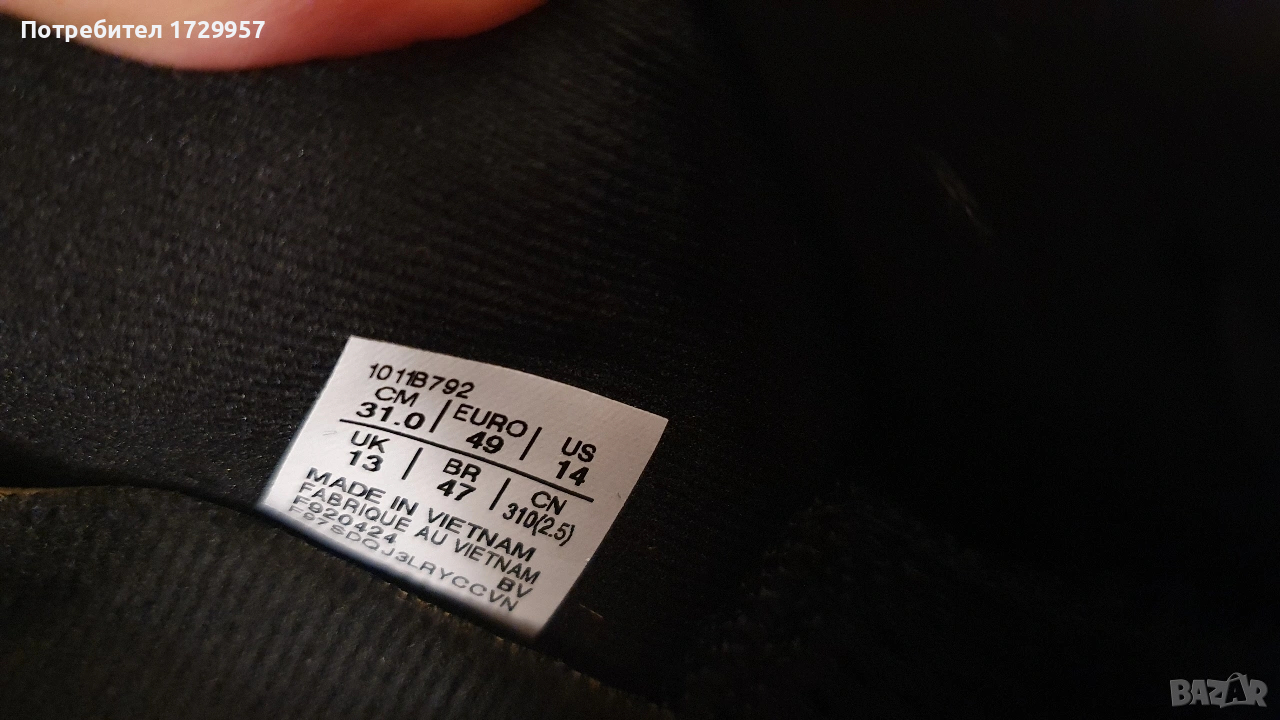 Потребител 1729957
1011B792
CM | EURO | US
31.0 | 49 | 14
UK | BR | CN
13 | 47 | 310(2.5)
MADE IN VIETNAM
FABRIQUE AU VIETNAM
F920424 BV
BAZAR